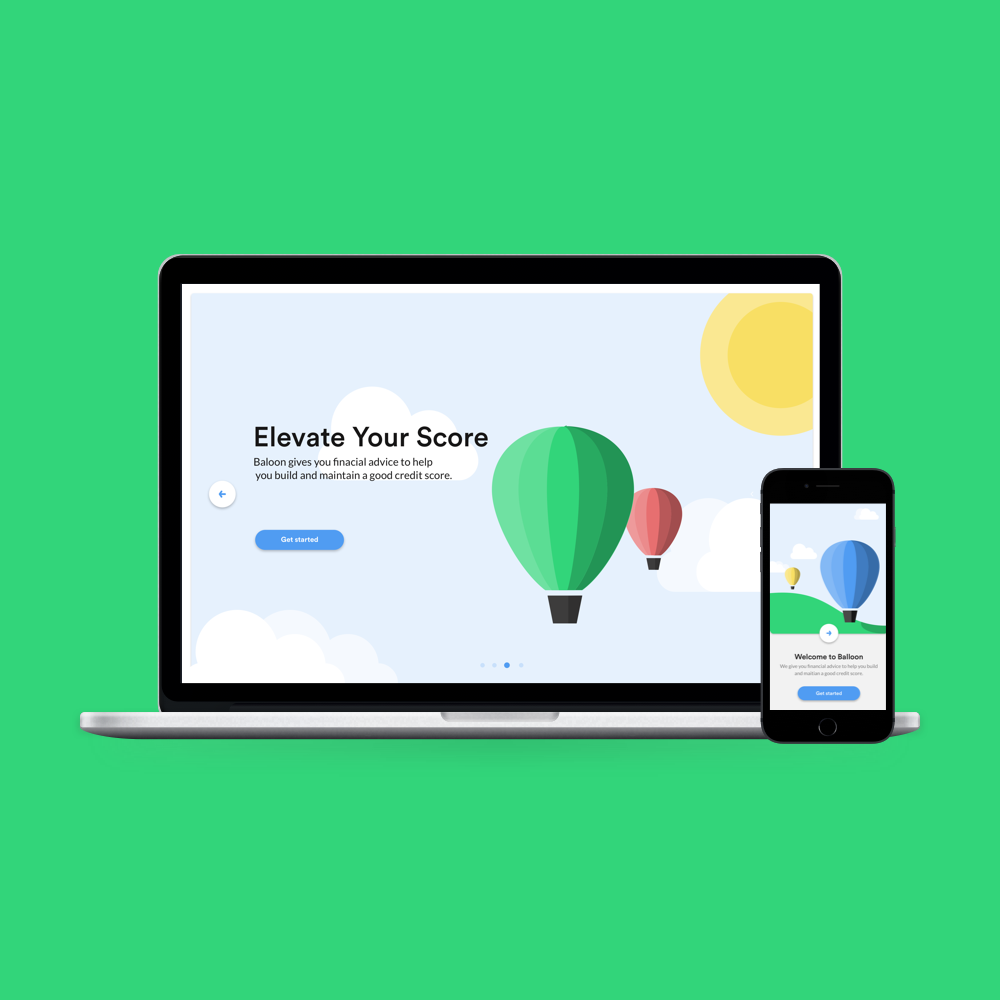 Elevate Your Score
Baloon gives you finacial advice to help
you build and maintain a good credit score.
Get started
Welcome to Balloon
We give you financial advice to help you build
and maitian a good credit score.
Get started